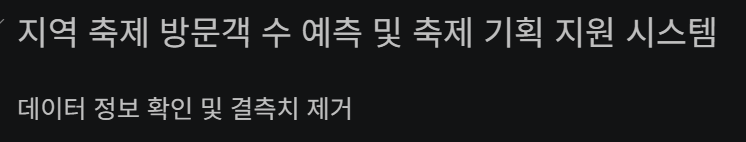 지역 축제 방문객 수 예측 및 축제 기획 지원 시스템
데이터 정보 확인 및 결측치 제거